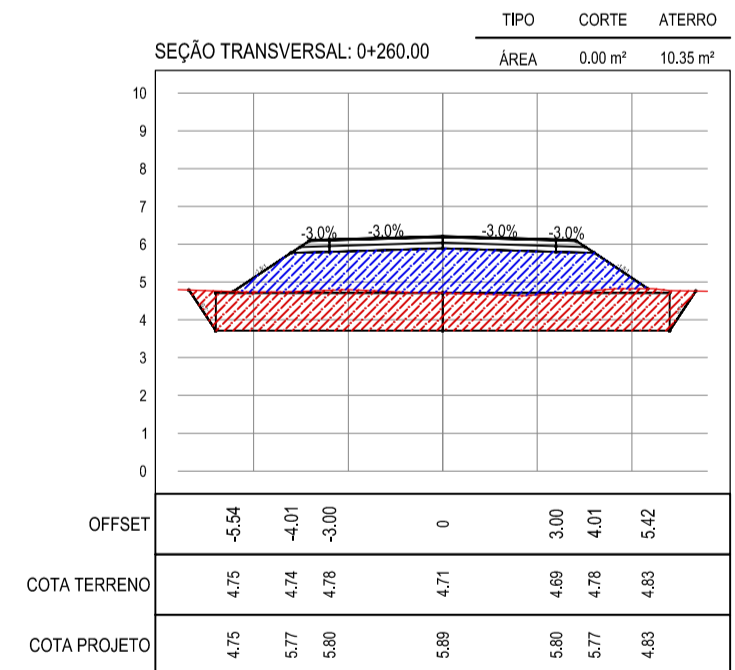 TIPO CORTE ATERRO
SEÇÃO TRANSVERSAL: 0+260.00
ÁREA 0.00 m² 10.35 m²
10
9
8
7
6
5
4
3
2
1
0
-3.0% -3.0% -3.0% -3.0%
OFFSET -5.54 -4.01 -3.00 0 3.00 4.01 5.42
COTA TERRENO 4.75 4.74 4.78 4.71 4.69 4.78 4.83
COTA PROJETO 4.75 5.77 5.80 5.89 5.80 5.77 4.83